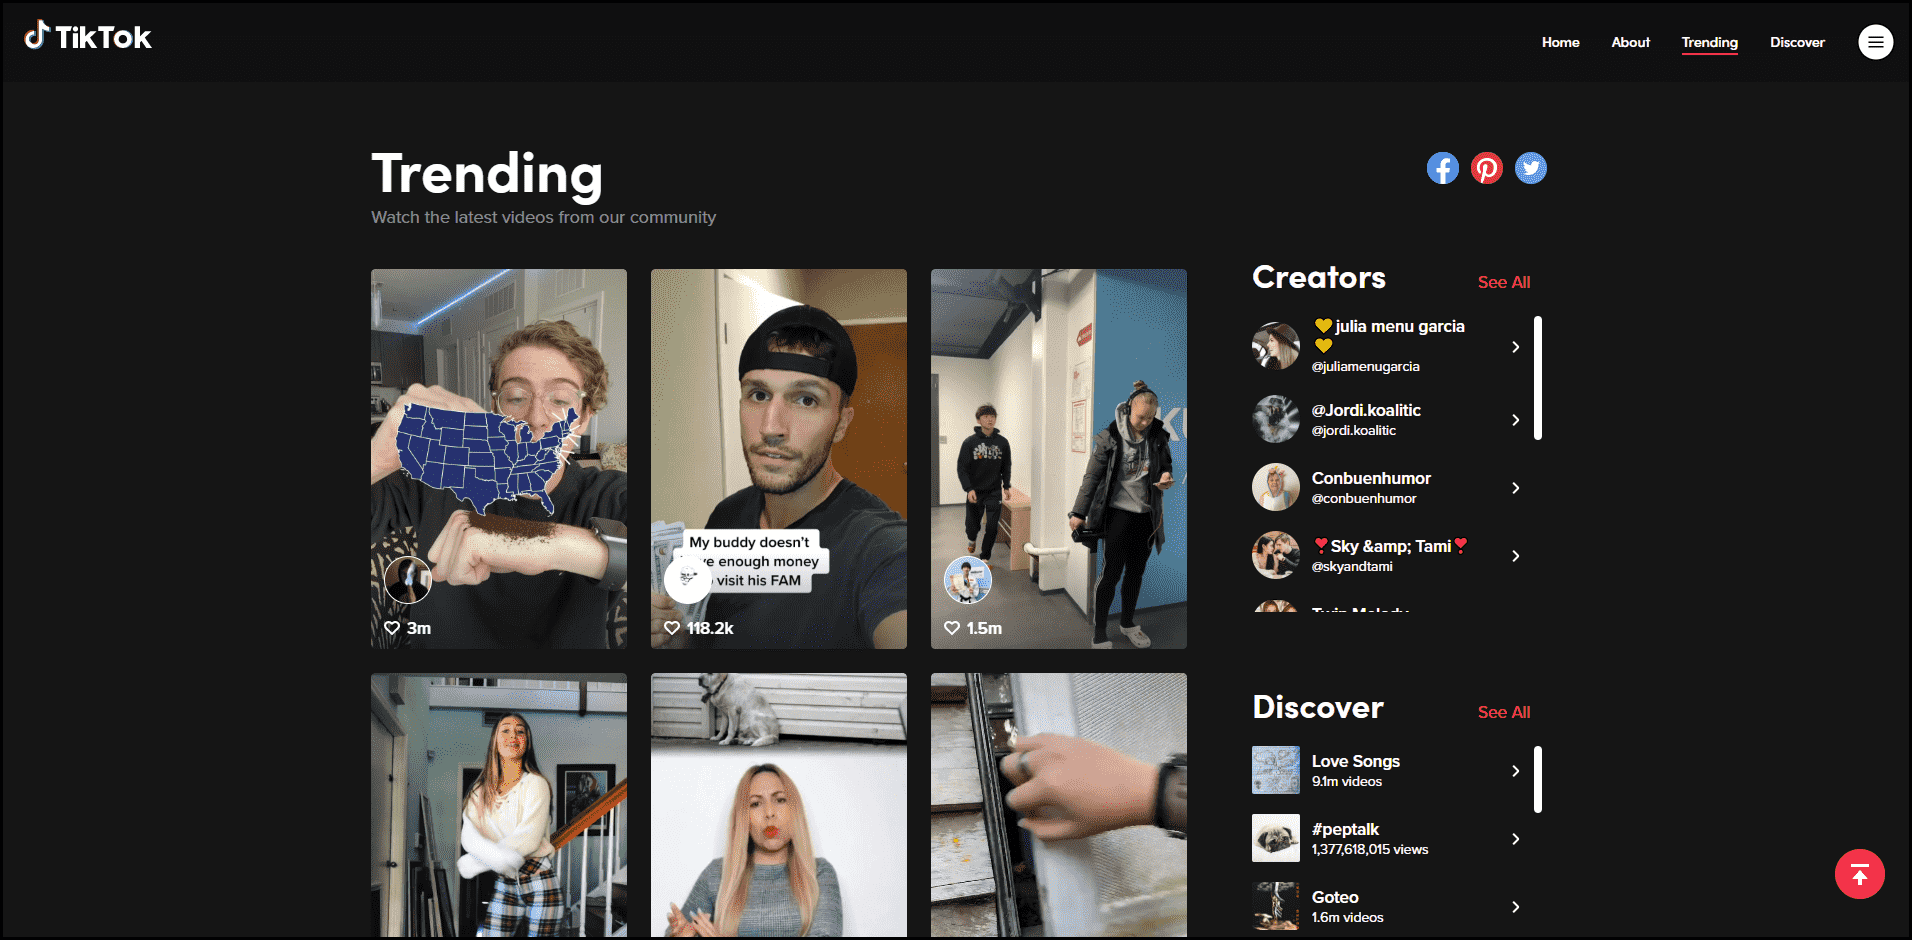 TikTok
Home
About
Trending
Discover
Trending
Watch the latest videos from our community
My buddy doesn't
enough money
visit his FAM
3m
118.2k
1.5m
Creators
See All
💛julia menu garcia
💛
@juliamenugarcia
@Jordi.koalitic
@jordi.koalitic
Conbuenhumor
@conbuenhumor
❣️Sky &amp; Tami❣️
@skyandtami
Twin Melody
Discover
See All
Love Songs
9.1m videos
#peptalk
1,377,618,015 views
Goteo
1.6m videos